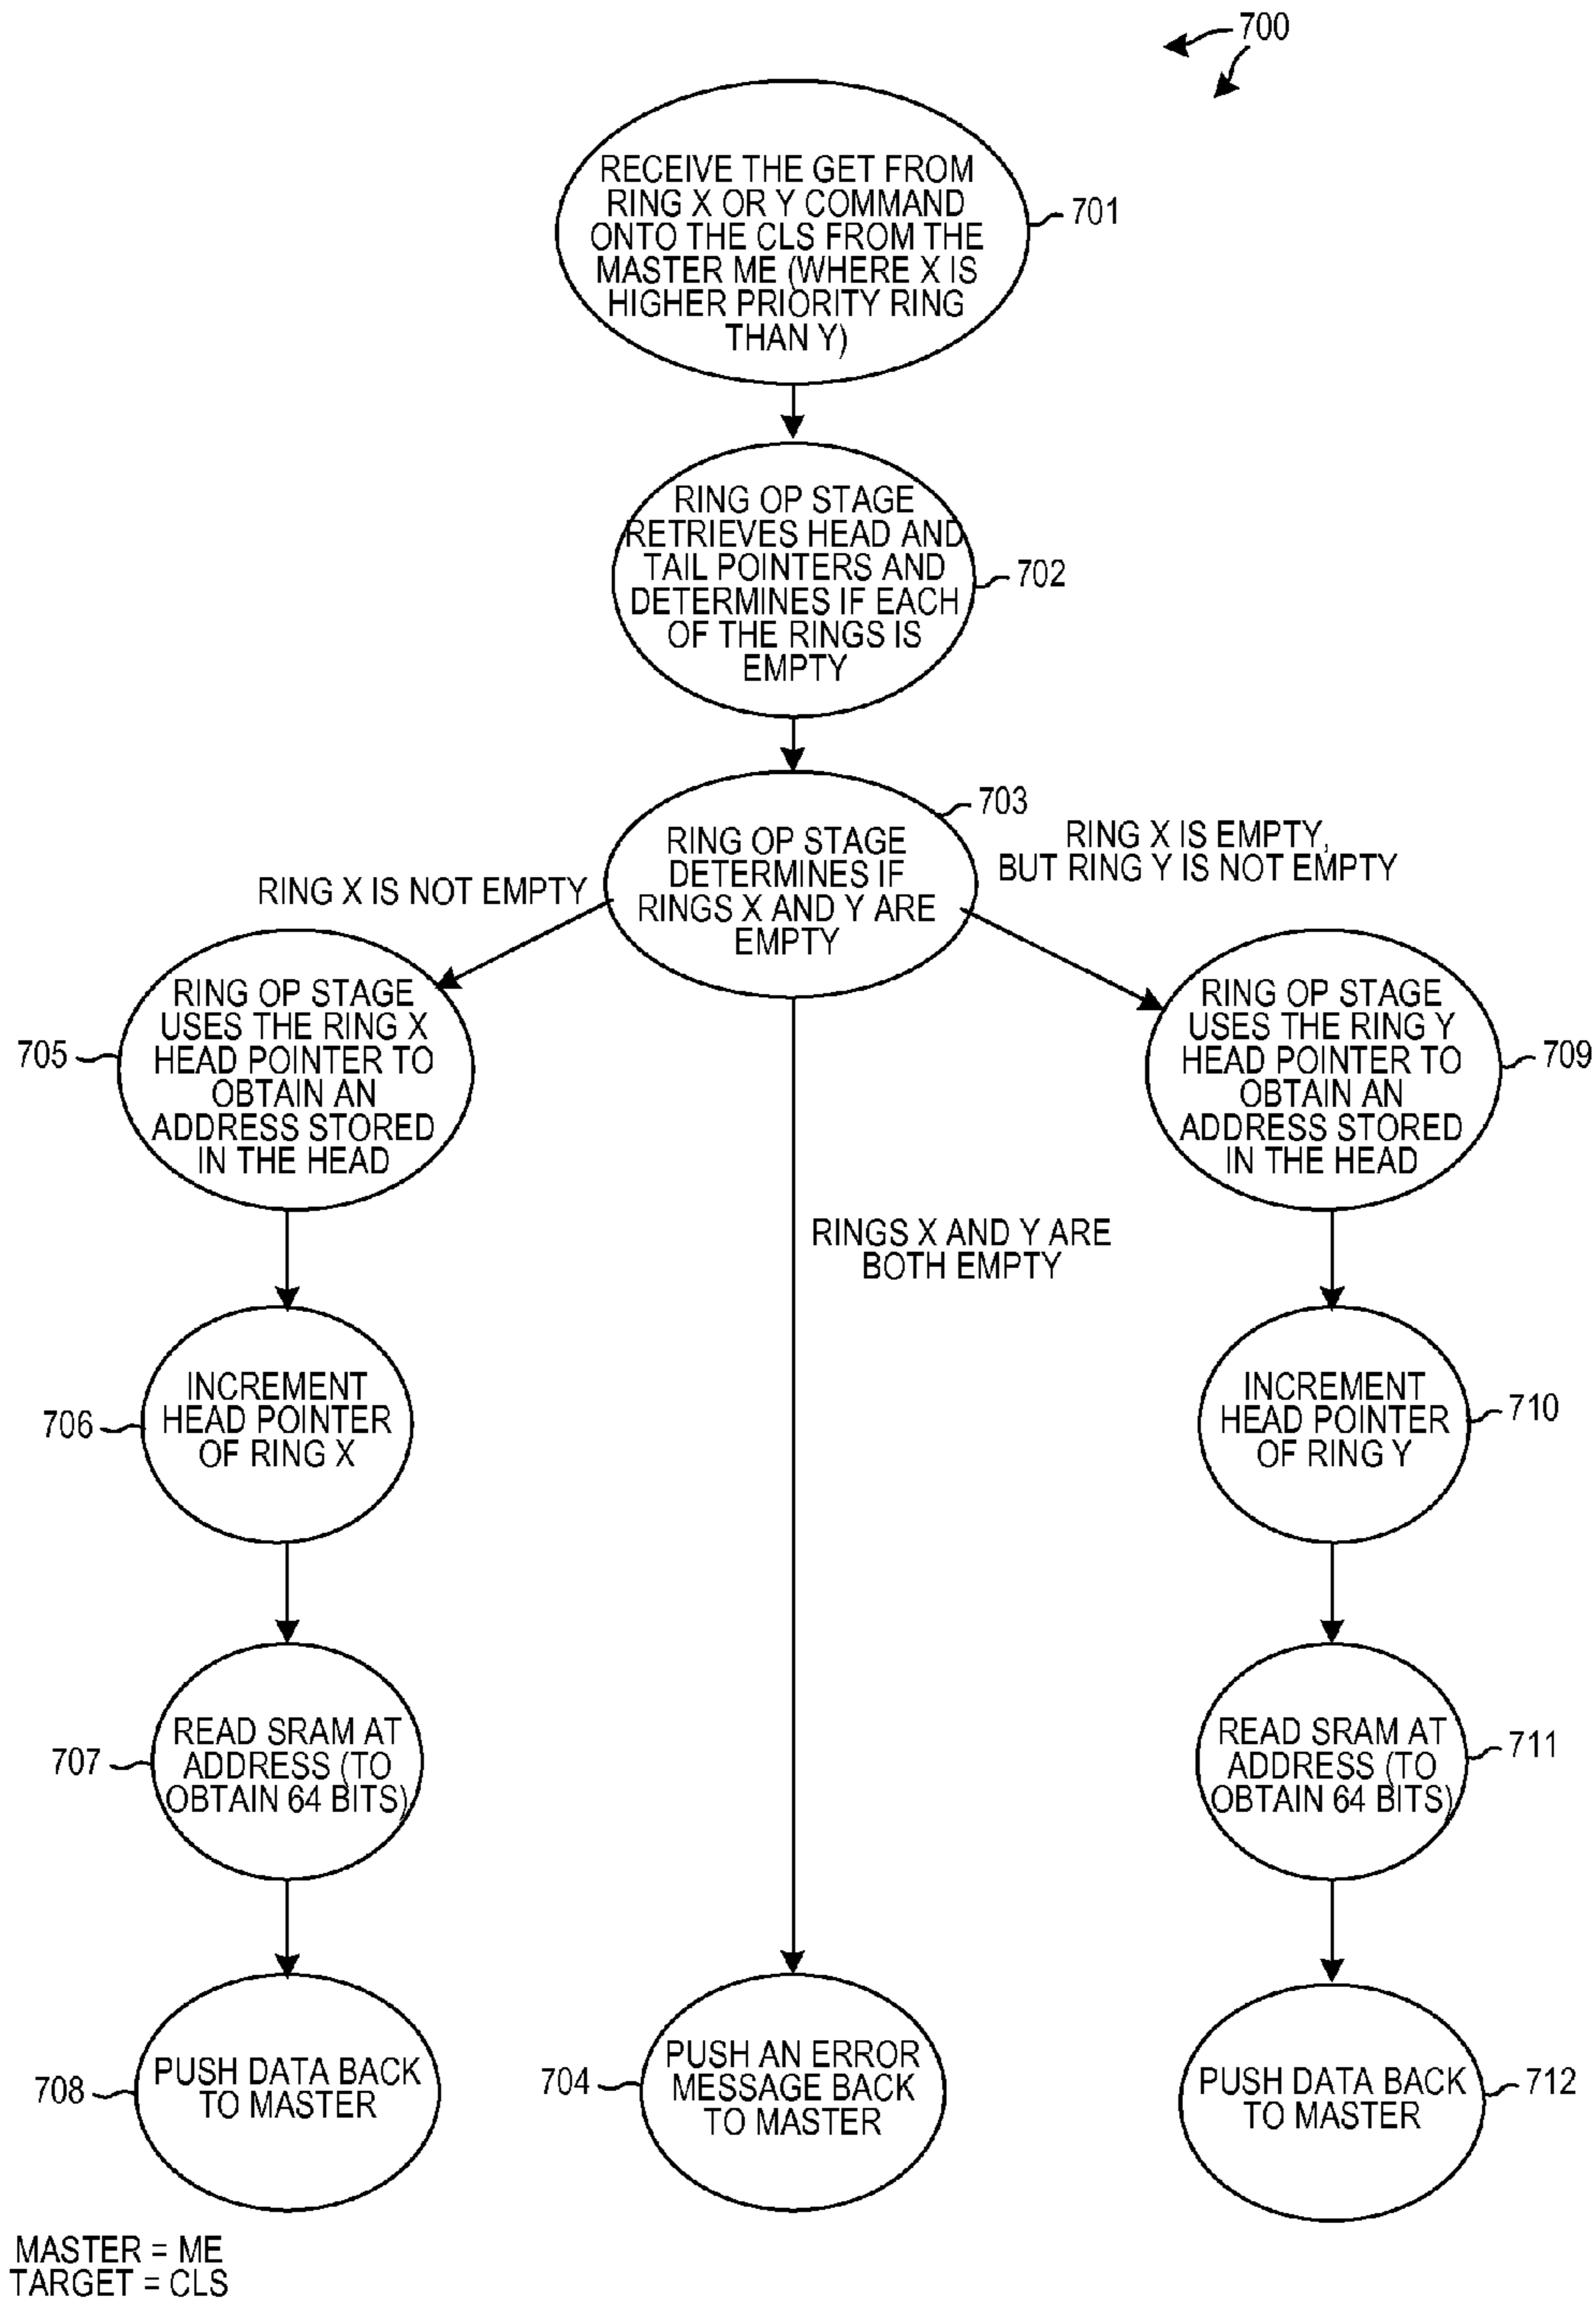 700
RECEIVE THE GET FROM
RING X OR Y COMMAND
ONTO THE CLS FROM THE
MASTER ME (WHERE X IS
HIGHER PRIORITY RING
THAN Y)
701
RING OP STAGE
RETRIEVES HEAD AND
TAIL POINTERS AND
DETERMINES IF EACH
OF THE RINGS IS
EMPTY
702
703
RING OP STAGE
DETERMINES IF
RINGS X AND Y ARE
EMPTY
RING X IS NOT EMPTY
RING X IS EMPTY,
BUT RING Y IS NOT EMPTY
705
RING OP STAGE
USES THE RING X
HEAD POINTER TO
OBTAIN AN
ADDRESS STORED
IN THE HEAD
RING OP STAGE
USES THE RING Y
HEAD POINTER TO
OBTAIN AN
ADDRESS STORED
IN THE HEAD
709
RINGS X AND Y ARE
BOTH EMPTY
706
INCREMENT
HEAD POINTER
OF RING X
INCREMENT
HEAD POINTER
OF RING Y
710
707
READ SRAM AT
ADDRESS (TO
OBTAIN 64 BITS)
READ SRAM AT
ADDRESS (TO
OBTAIN 64 BITS)
711
708
PUSH DATA BACK
TO MASTER
704
PUSH AN ERROR
MESSAGE BACK
TO MASTER
PUSH DATA BACK
TO MASTER
712
MASTER = ME
TARGET = CLS